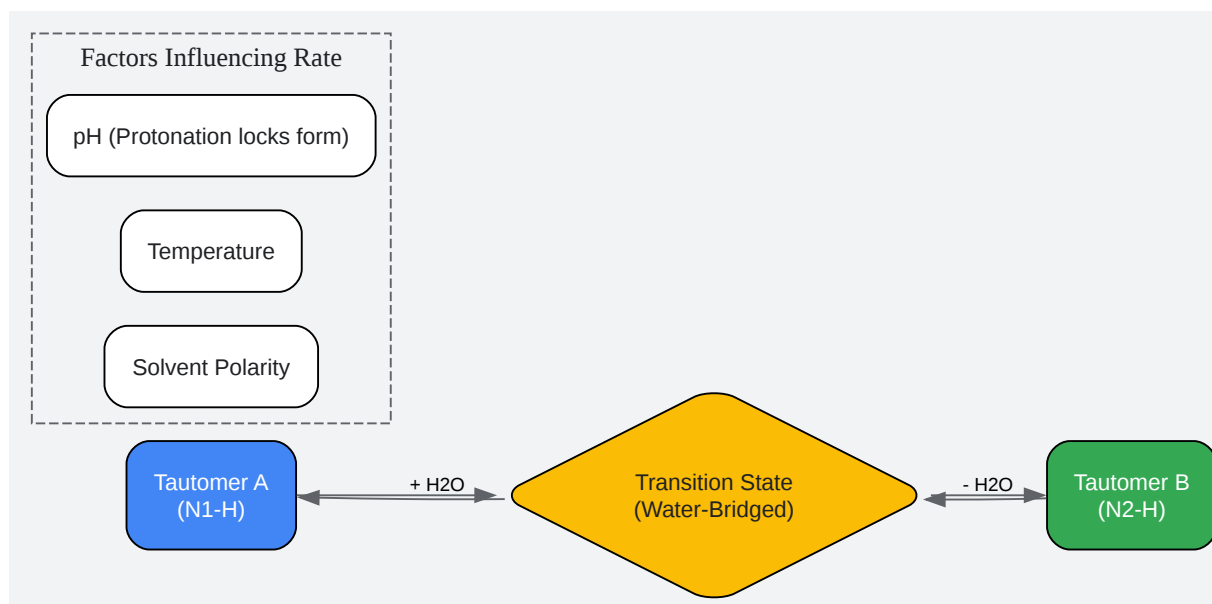 Factors Influencing Rate
pH (Protonation locks form)
Temperature
Solvent Polarity
Tautomer A
(N1-H)
+ H2O
Transition State
(Water-Bridged)
- H2O
Tautomer B
(N2-H)